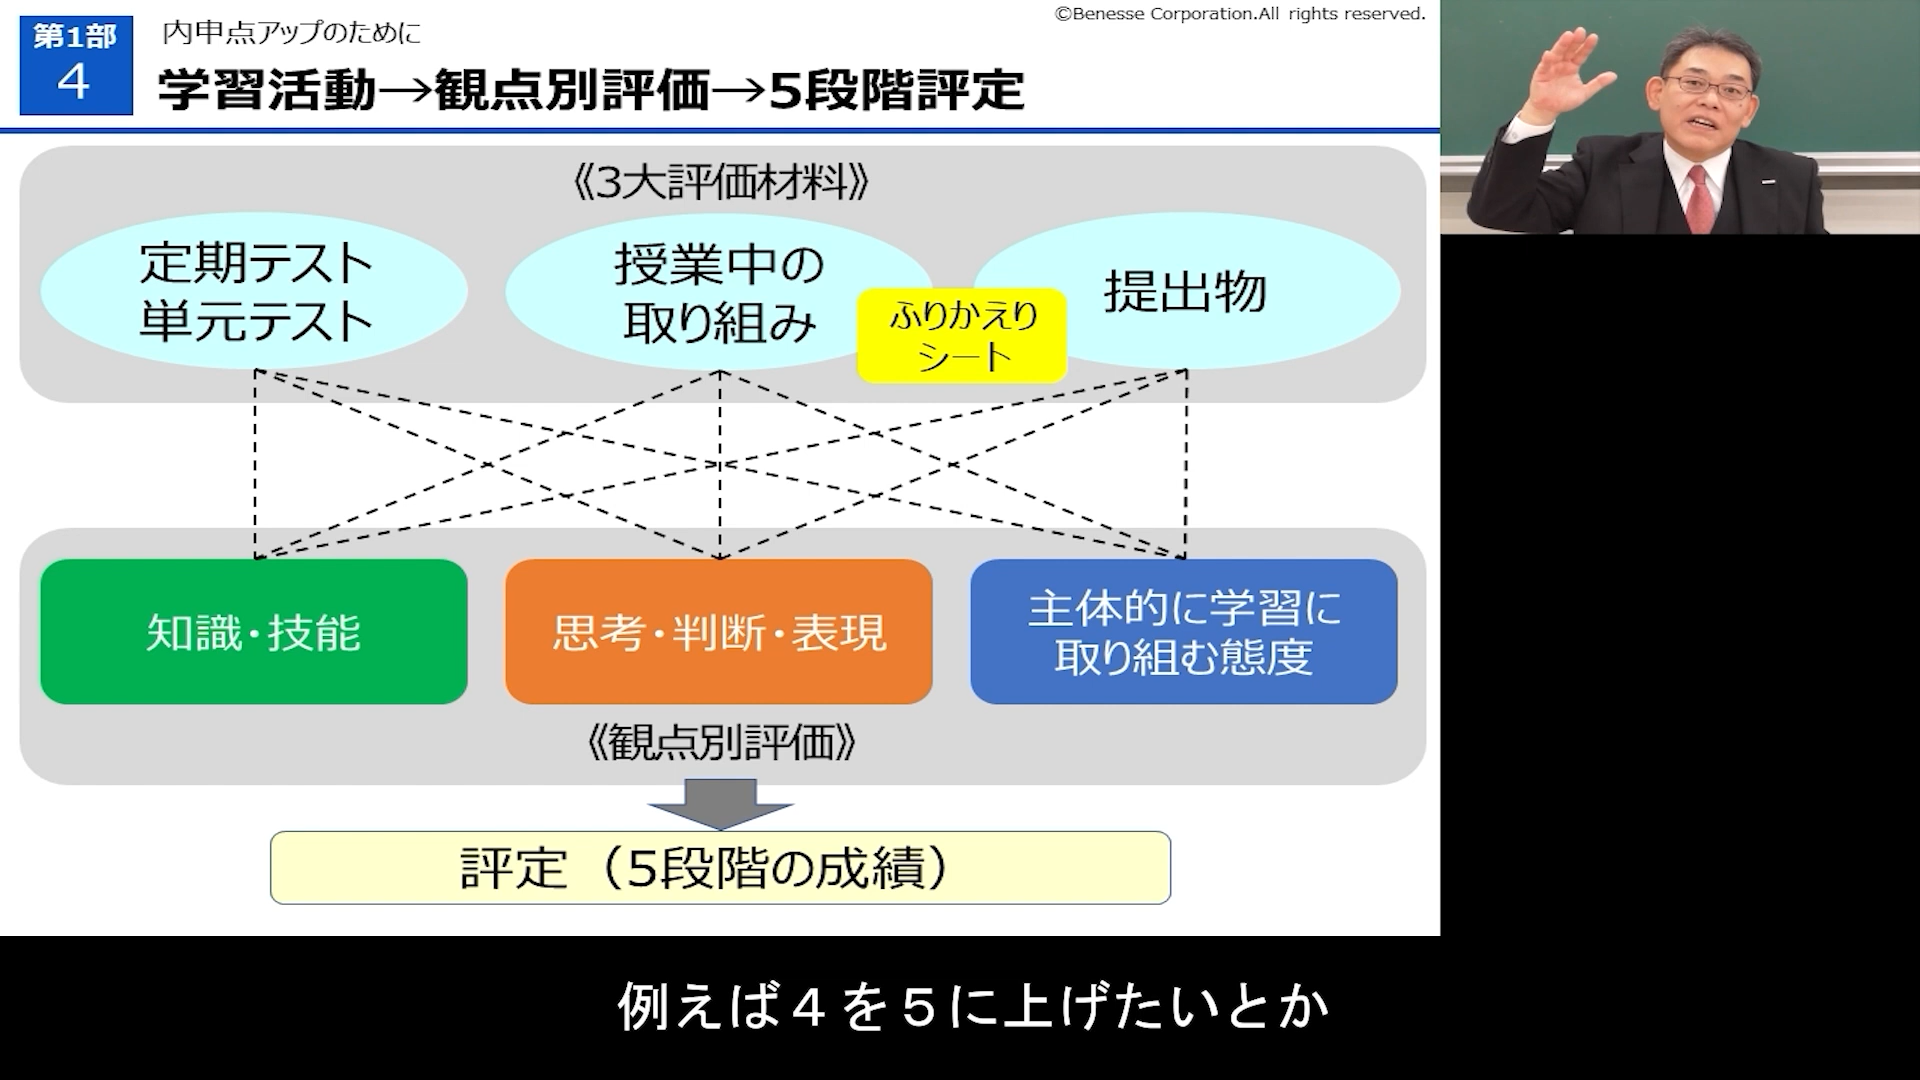 ©Benesse Corporation.All rights reserved.
第1部
4
内申点アップのために
学習活動→観点別評価→5段階評定
《3大評価材料》
定期テスト
単元テスト
授業中の
取り組み
ふりかえり
シート
提出物
知識・技能
思考・判断・表現
主体的に学習に
取り組む態度
《観点別評価》
評定（5段階の成績）
例えば４を５に上げたいとか